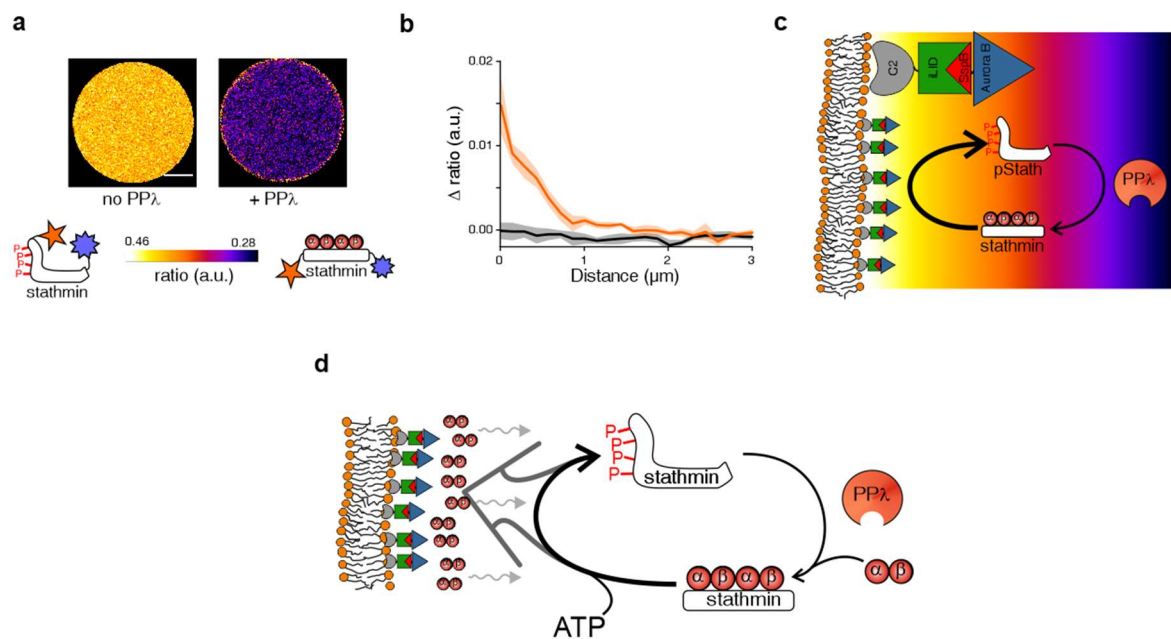 a
no PPλ
+ PPλ
P
P
P
P
stathmin
0.46
0.28
ratio (a.u.)
α β α β
stathmin
b
Δ ratio (a.u.)
0.02
0.01
0.00
0
1
2
3
Distance (μm)
c
C2
iLID
SspB
Aurora B
P
P
P
P
pStath
PPλ
α β α β
stathmin
d
α β
α β
α β
α β
α β
α β
α β
α β
α β
P
P
P
P
stathmin
PPλ
α β
α β α β
stathmin
ATP